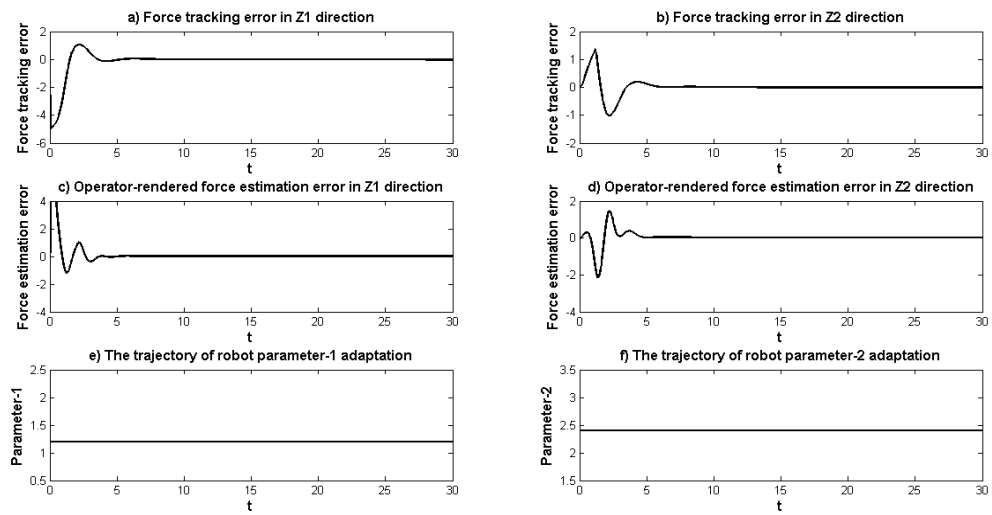 a) Force tracking error in Z1 direction
Force tracking error
2
0
-2
-4
-6
0 5 10 15 20 25 30
t
b) Force tracking error in Z2 direction
Force tracking error
2
1
0
-1
-2
0 5 10 15 20 25 30
t
c) Operator-rendered force estimation error in Z1 direction
Force estimation error
4
2
0
-2
-4
0 5 10 15 20 25 30
t
d) Operator-rendered force estimation error in Z2 direction
Force estimation error
2
0
-2
-4
0 5 10 15 20 25 30
t
e) The trajectory of robot parameter-1 adaptation
Parameter-1
2.5
2
1.5
1
0.5
0 5 10 15 20 25 30
t
f) The trajectory of robot parameter-2 adaptation
Parameter-2
3.5
3
2.5
2
1.5
0 5 10 15 20 25 30
t